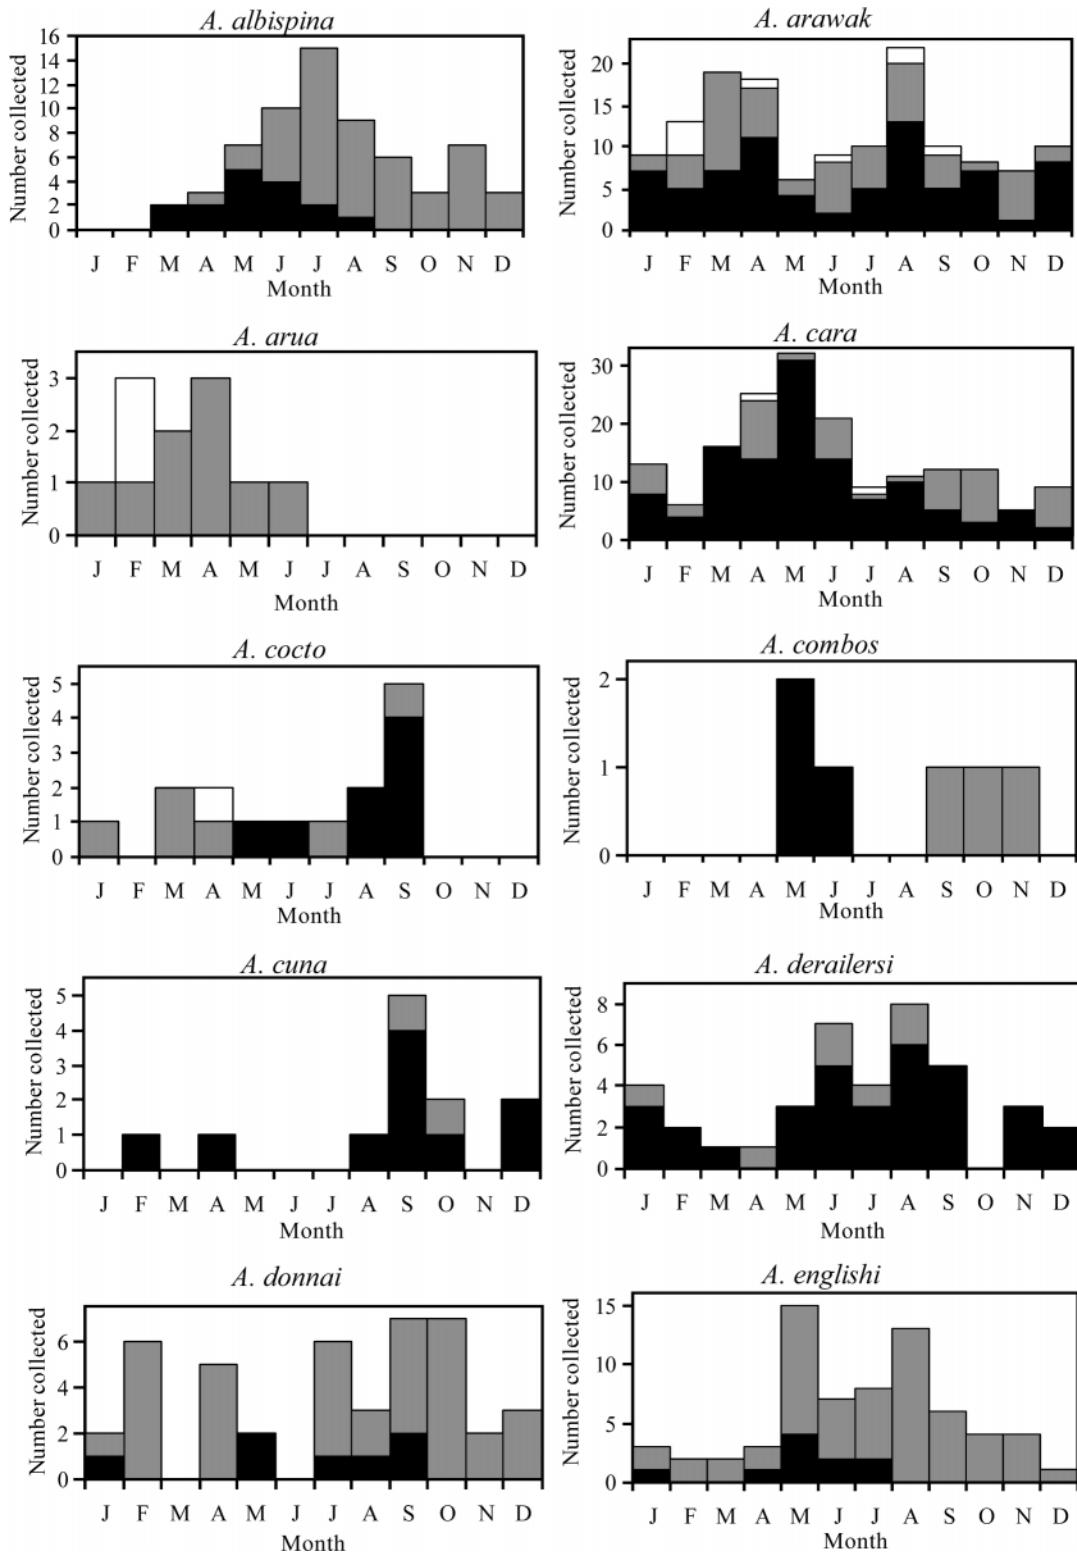 A. albispina
Number collected
16
14
12
10
8
6
4
2
0
J F M A M J J A S O N D
Month
A. arawak
Number collected
20
15
10
5
0
J F M A M J J A S O N D
Month
A. arua
Number collected
3
2
1
0
J F M A M J J A S O N D
Month
A. cara
Number collected
30
20
10
0
J F M A M J J A S O N D
Month
A. cocto
Number collected
5
4
3
2
1
0
J F M A M J J A S O N D
Month
A. combos
Number collected
2
1
0
J F M A M J J A S O N D
Month
A. cuna
Number collected
5
4
3
2
1
0
J F M A M J J A S O N D
Month
A. derailersi
Number collected
8
6
4
2
0
J F M A M J J A S O N D
Month
A. donnai
Number collected
6
4
2
0
J F M A M J J A S O N D
Month
A. englishi
Number collected
15
10
5
0
J F M A M J J A S O N D
Month